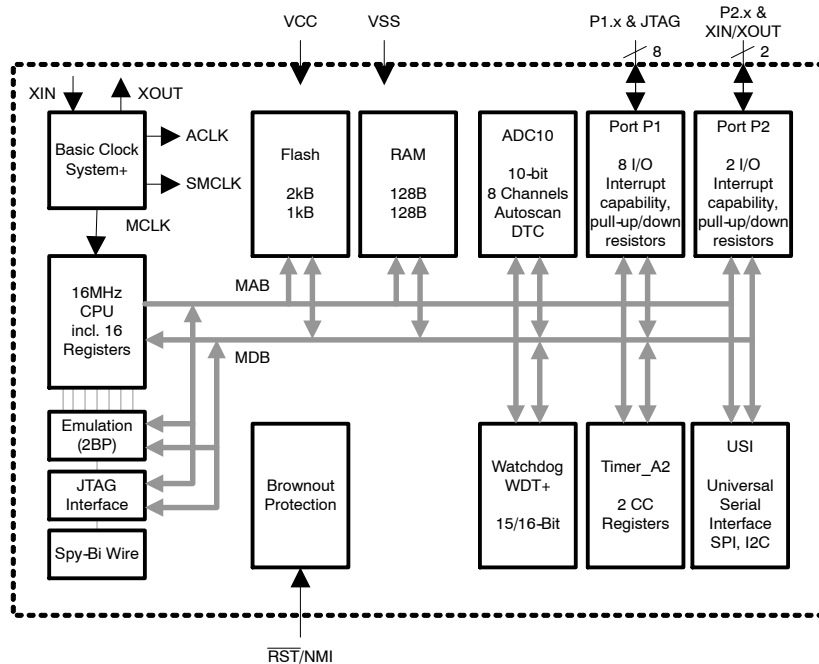 VCC
VSS
P1.x & JTAG
8
P2.x &
XIN/XOUT
2
XIN
XOUT
Basic Clock
System+
ACLK
SMCLK
MCLK
Flash
2kB
1kB
RAM
128B
128B
ADC10
10-bit
8 Channels
Autoscan
DTC
Port P1
8 I/O
Interrupt
capability,
pull-up/down
resistors
Port P2
2 I/O
Interrupt
capability,
pull-up/down
resistors
16MHz
CPU
incl. 16
Registers
MAB
MDB
Emulation
(2BP)
JTAG
Interface
Spy-Bi Wire
Brownout
Protection
Watchdog
WDT+
15/16-Bit
Timer_A2
2 CC
Registers
USI
Universal
Serial
Interface
SPI, I2C
RST/NMI